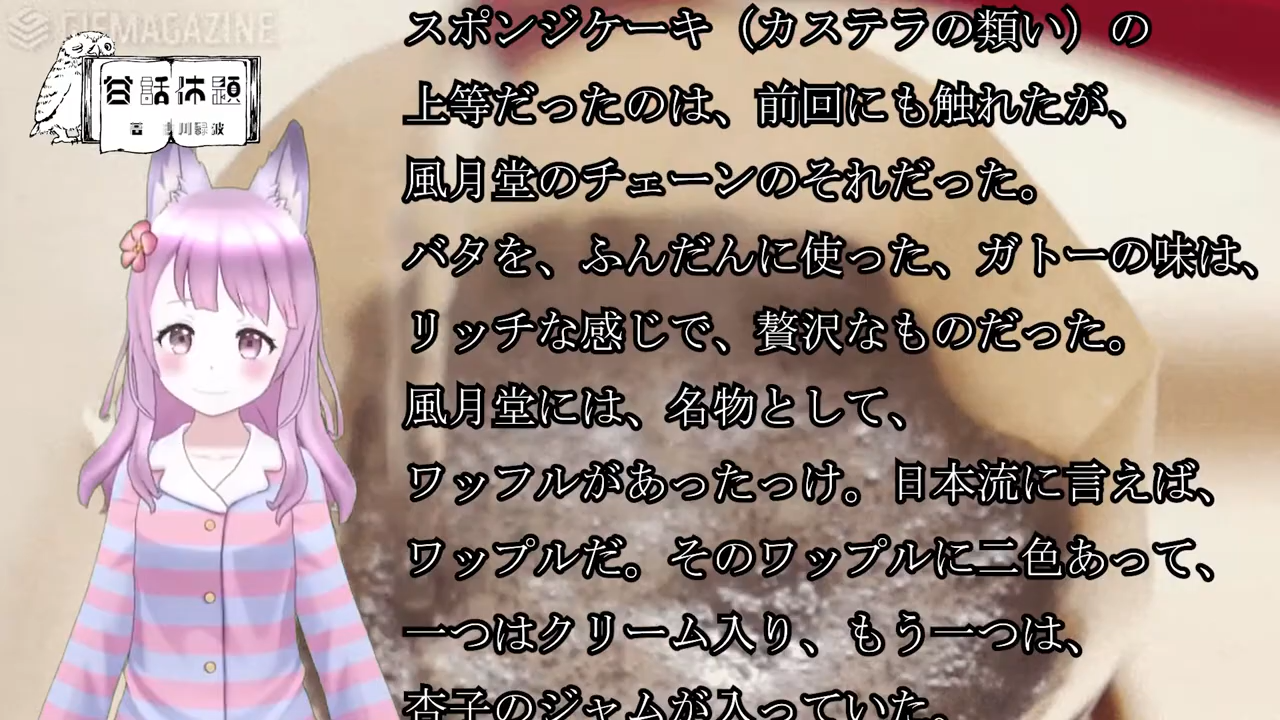 GIFMAGAZINE
谷話休題
スポンジケーキ（カステラの類い）の
上等だったのは、前回にも触れたが、
風月堂のチェーンのそれだった。
バタを、ふんだんに使った、ガトーの味は、
リッチな感じで、贅沢なものだった。
風月堂には、名物として、
ワッフルがあったっけ。日本流に言えば、
ワップルだ。そのワップルに二色あって、
一つはクリーム入り、もう一つは、
杏子のジャムが入っていた。